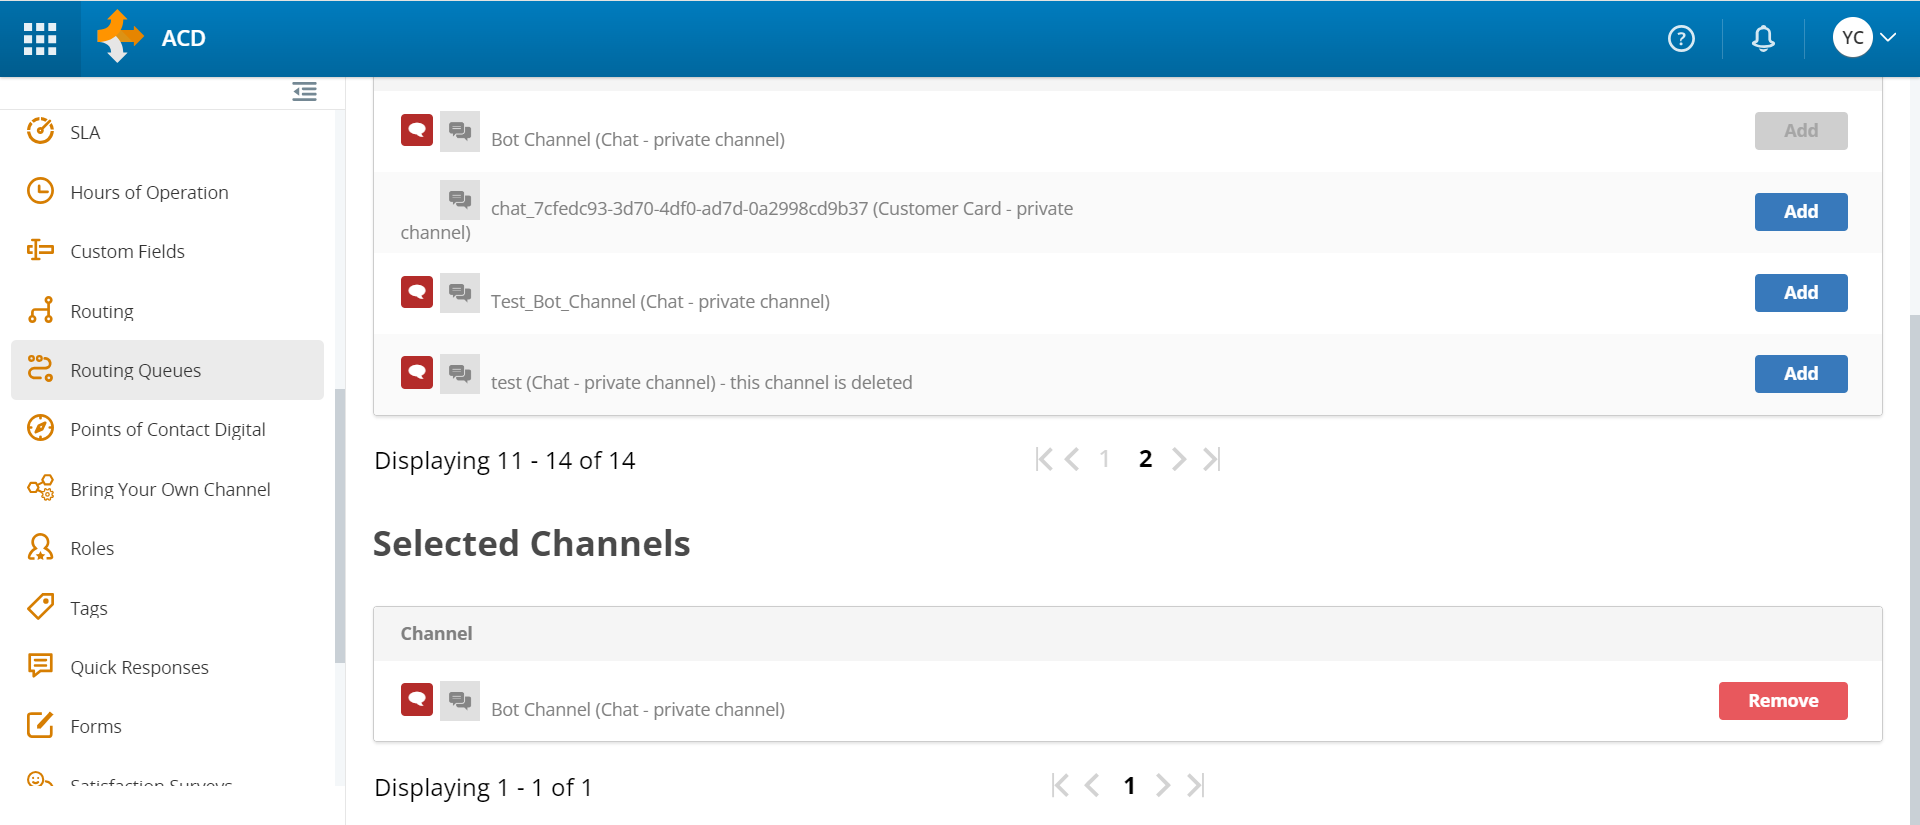 ACD
?
YC
SLA
Hours of Operation
Custom Fields
Routing
Routing Queues
Points of Contact Digital
Bring Your Own Channel
Roles
Tags
Quick Responses
Forms
Satisfaction Surveys
Bot Channel (Chat - private channel)
Add
chat_7cfedc93-3d70-4df0-ad7d-0a2998cd9b37 (Customer Card - private
channel)
Add
Test_Bot_Channel (Chat - private channel)
Add
test (Chat - private channel) - this channel is deleted
Add
Displaying 11 - 14 of 14
1 2
Selected Channels
Channel
Bot Channel (Chat - private channel)
Remove
Displaying 1 - 1 of 1
1